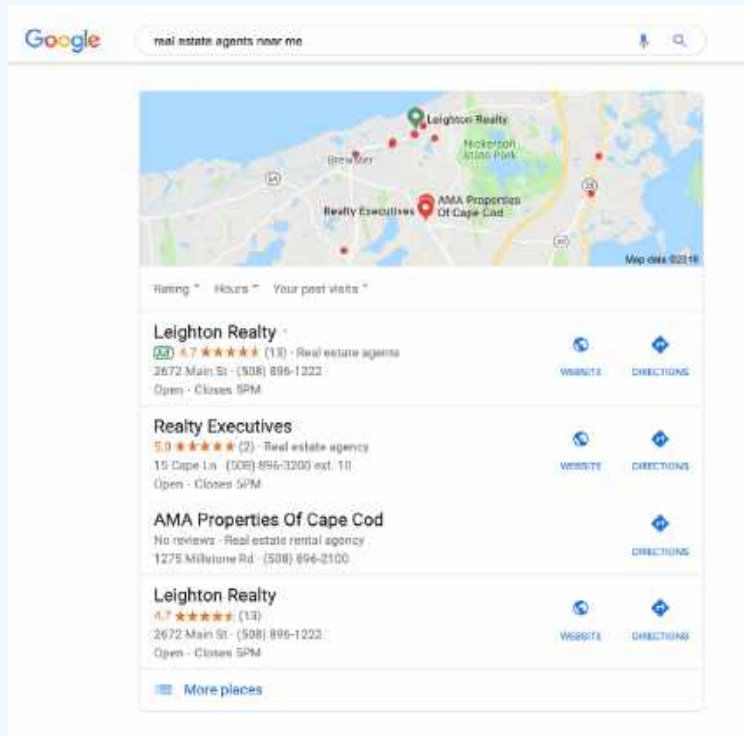 Google
real estate agents near me
Leighton Realty
Nickerson
State Park
Brewster
6A
AMA Properties
Of Cape Cod
Realty Executives
28
Map data ©2018
Rating Hours Your past visits
Leighton Realty
Ad 4.7 (13) · Real estate agents
2672 Main St · (508) 896-1222
Open · Closes 5PM
WEBSITE DIRECTIONS
Realty Executives
5.0 (2) · Real estate agency
15 Cape Ln · (508) 896-3200 ext. 10
Open · Closes 5PM
WEBSITE DIRECTIONS
AMA Properties Of Cape Cod
No reviews · Real estate rental agency
1275 Millstone Rd · (508) 896-2100
DIRECTIONS
Leighton Realty
4.7 (13)
2672 Main St · (508) 896-1222
Open · Closes 5PM
WEBSITE DIRECTIONS
More places